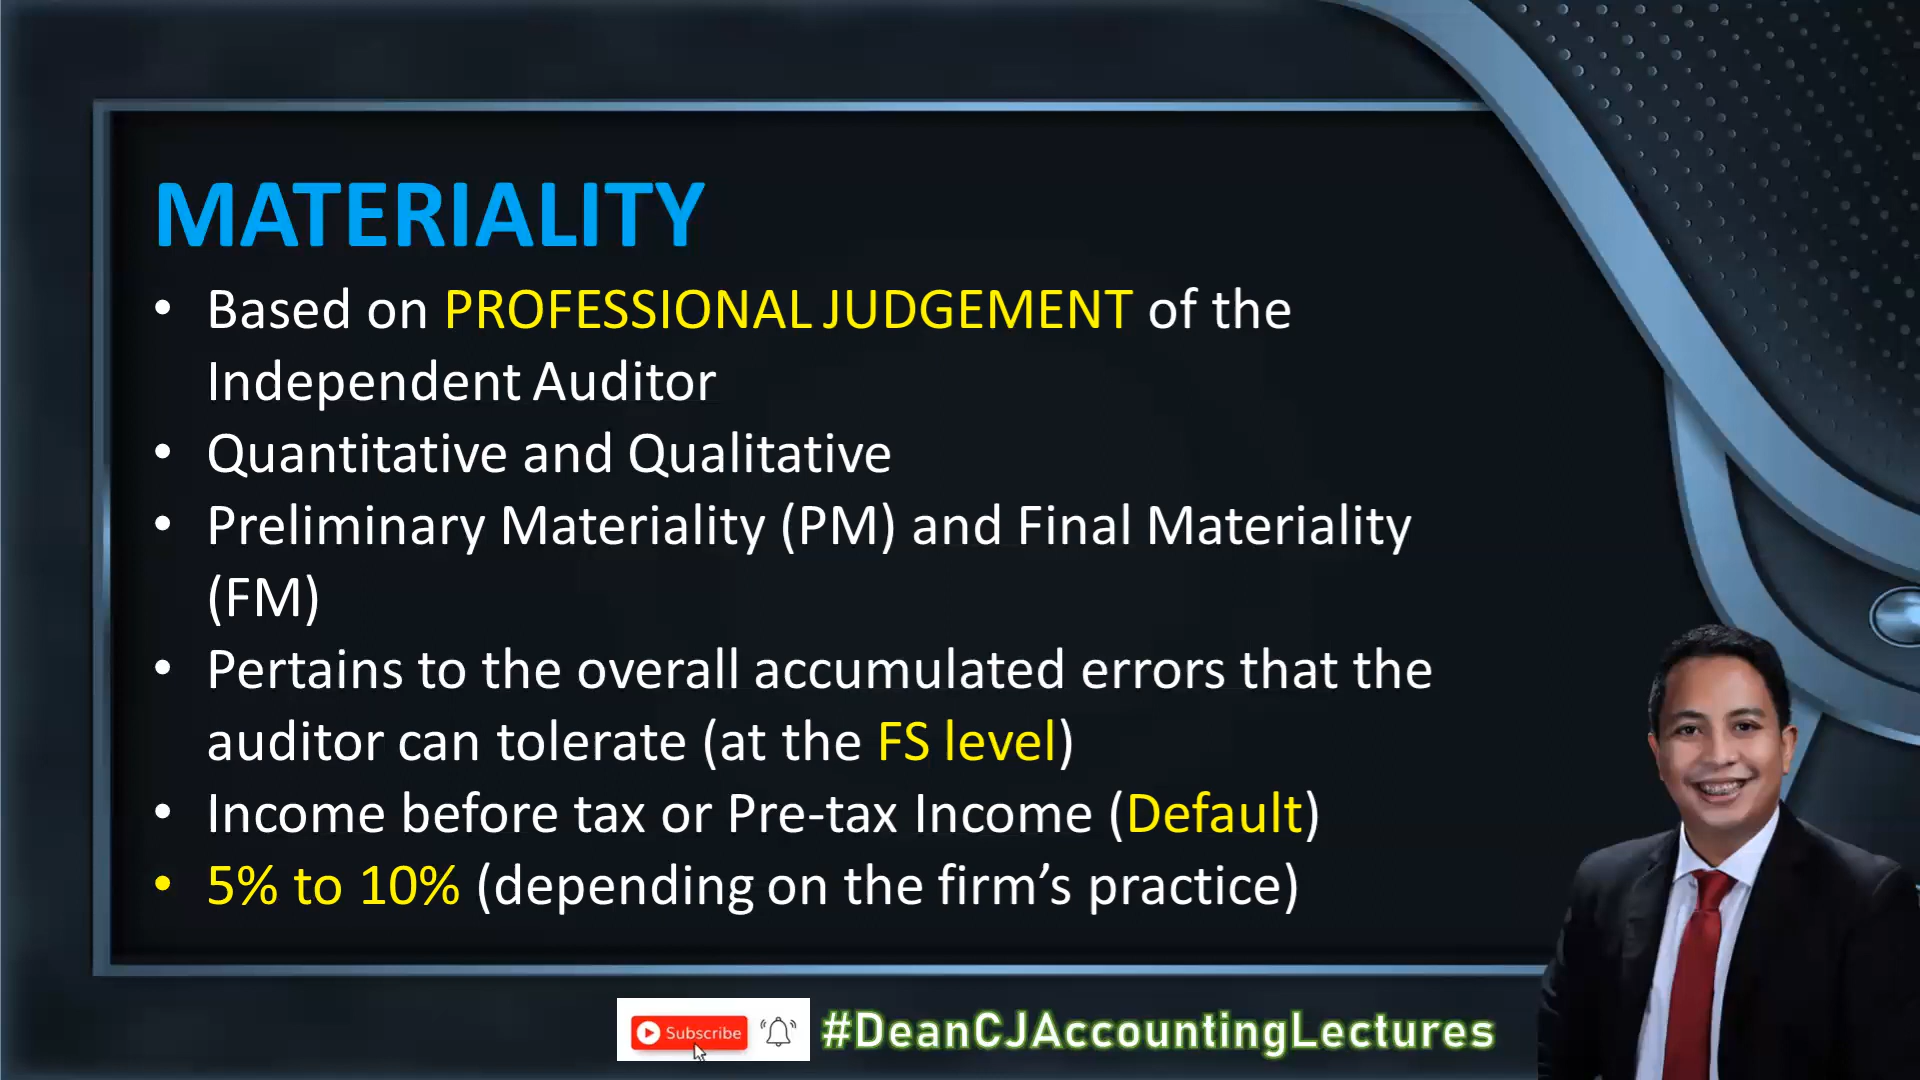 MATERIALITY
• Based on PROFESSIONAL JUDGEMENT of the
Independent Auditor
• Quantitative and Qualitative
• Preliminary Materiality (PM) and Final Materiality
(FM)
• Pertains to the overall accumulated errors that the
auditor can tolerate (at the FS level)
• Income before tax or Pre-tax Income (Default)
• 5% to 10% (depending on the firm’s practice)
Subscribe
#DeanCJAccountingLectures